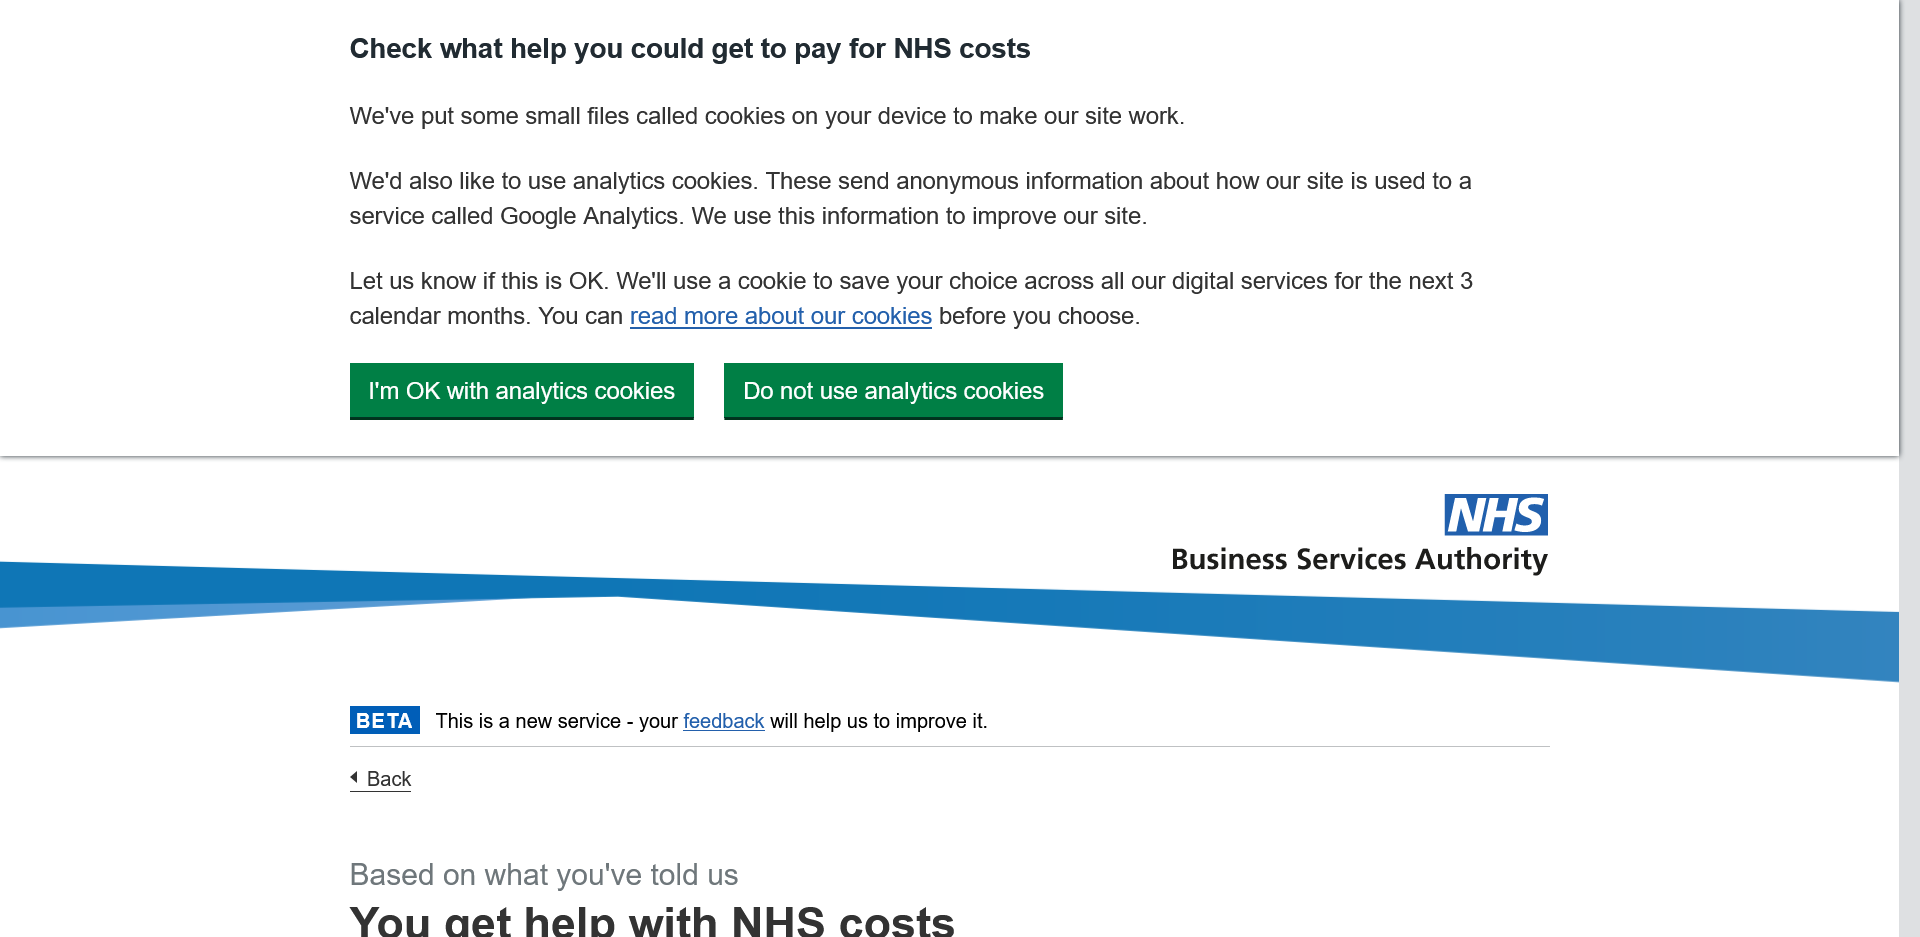 Check what help you could get to pay for NHS costs
We've put some small files called cookies on your device to make our site work.
We'd also like to use analytics cookies. These send anonymous information about how our site is used to a
service called Google Analytics. We use this information to improve our site.
Let us know if this is OK. We'll use a cookie to save your choice across all our digital services for the next 3
calendar months. You can read more about our cookies before you choose.
I'm OK with analytics cookies
Do not use analytics cookies
NHS
Business Services Authority
BETA This is a new service - your feedback will help us to improve it.
Back
Based on what you've told us
You get help with NHS costs